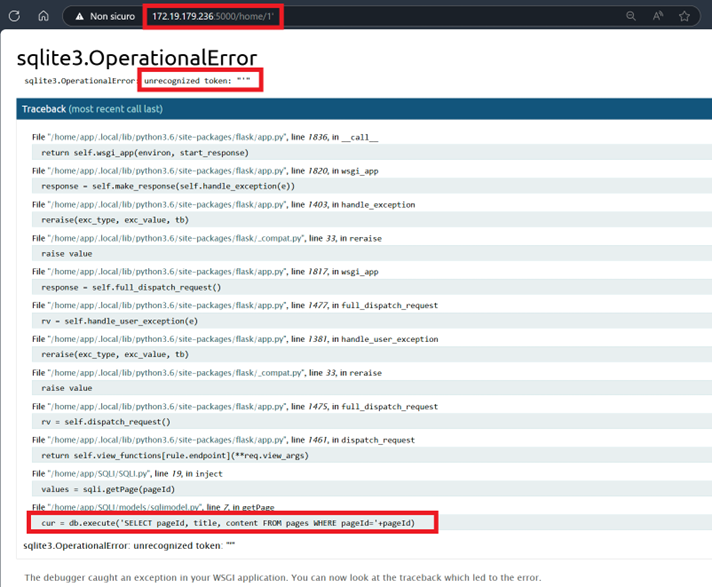 Non sicuro 172.19.179.236:5000/home/1'
sqlite3.OperationalError
sqlite3.OperationalError: unrecognized token: "'"
Traceback (most recent call last)
File "/home/app/.local/lib/python3.6/site-packages/flask/app.py", line 1836, in __call__
return self.wsgi_app(environ, start_response)
File "/home/app/.local/lib/python3.6/site-packages/flask/app.py", line 1820, in wsgi_app
response = self.make_response(self.handle_exception(e))
File "/home/app/.local/lib/python3.6/site-packages/flask/app.py", line 1403, in handle_exception
reraise(exc_type, exc_value, tb)
File "/home/app/.local/lib/python3.6/site-packages/flask/_compat.py", line 33, in reraise
raise value
File "/home/app/.local/lib/python3.6/site-packages/flask/app.py", line 1817, in wsgi_app
response = self.full_dispatch_request()
File "/home/app/.local/lib/python3.6/site-packages/flask/app.py", line 1477, in full_dispatch_request
rv = self.handle_user_exception(e)
File "/home/app/.local/lib/python3.6/site-packages/flask/app.py", line 1381, in handle_user_exception
reraise(exc_type, exc_value, tb)
File "/home/app/.local/lib/python3.6/site-packages/flask/_compat.py", line 33, in reraise
raise value
File "/home/app/.local/lib/python3.6/site-packages/flask/app.py", line 1475, in full_dispatch_request
rv = self.dispatch_request()
File "/home/app/.local/lib/python3.6/site-packages/flask/app.py", line 1461, in dispatch_request
return self.view_functions[rule.endpoint](**req.view_args)
File "/home/app/SQLI/SQLI.py", line 19, in inject
values = sqli.getPage(pageId)
File "/home/app/SQLI/models/sqlimodel.py", line 7, in getPage
cur = db.execute('SELECT pageId, title, content FROM pages WHERE pageId='+pageId)
sqlite3.OperationalError: unrecognized token: "'"
The debugger caught an exception in your WSGI application. You can now look at the traceback which led to the error.